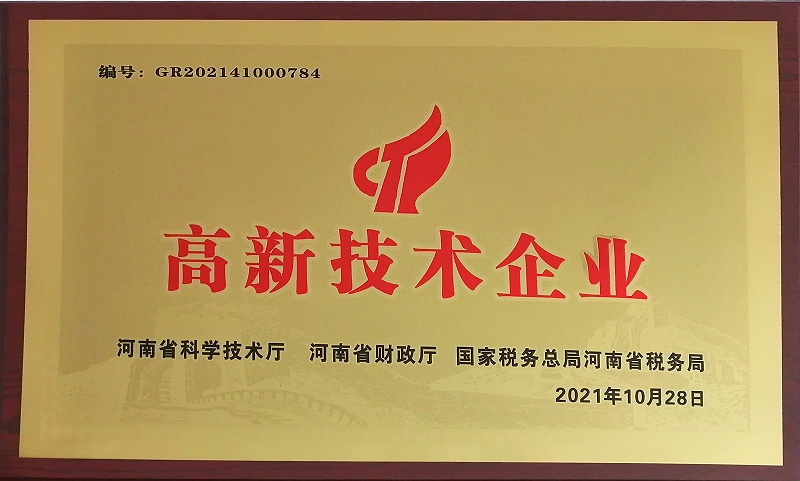 编号：GR202141000784
高新技术企业
河南省科学技术厅 河南省财政厅 国家税务总局河南省税务局
2021年10月28日